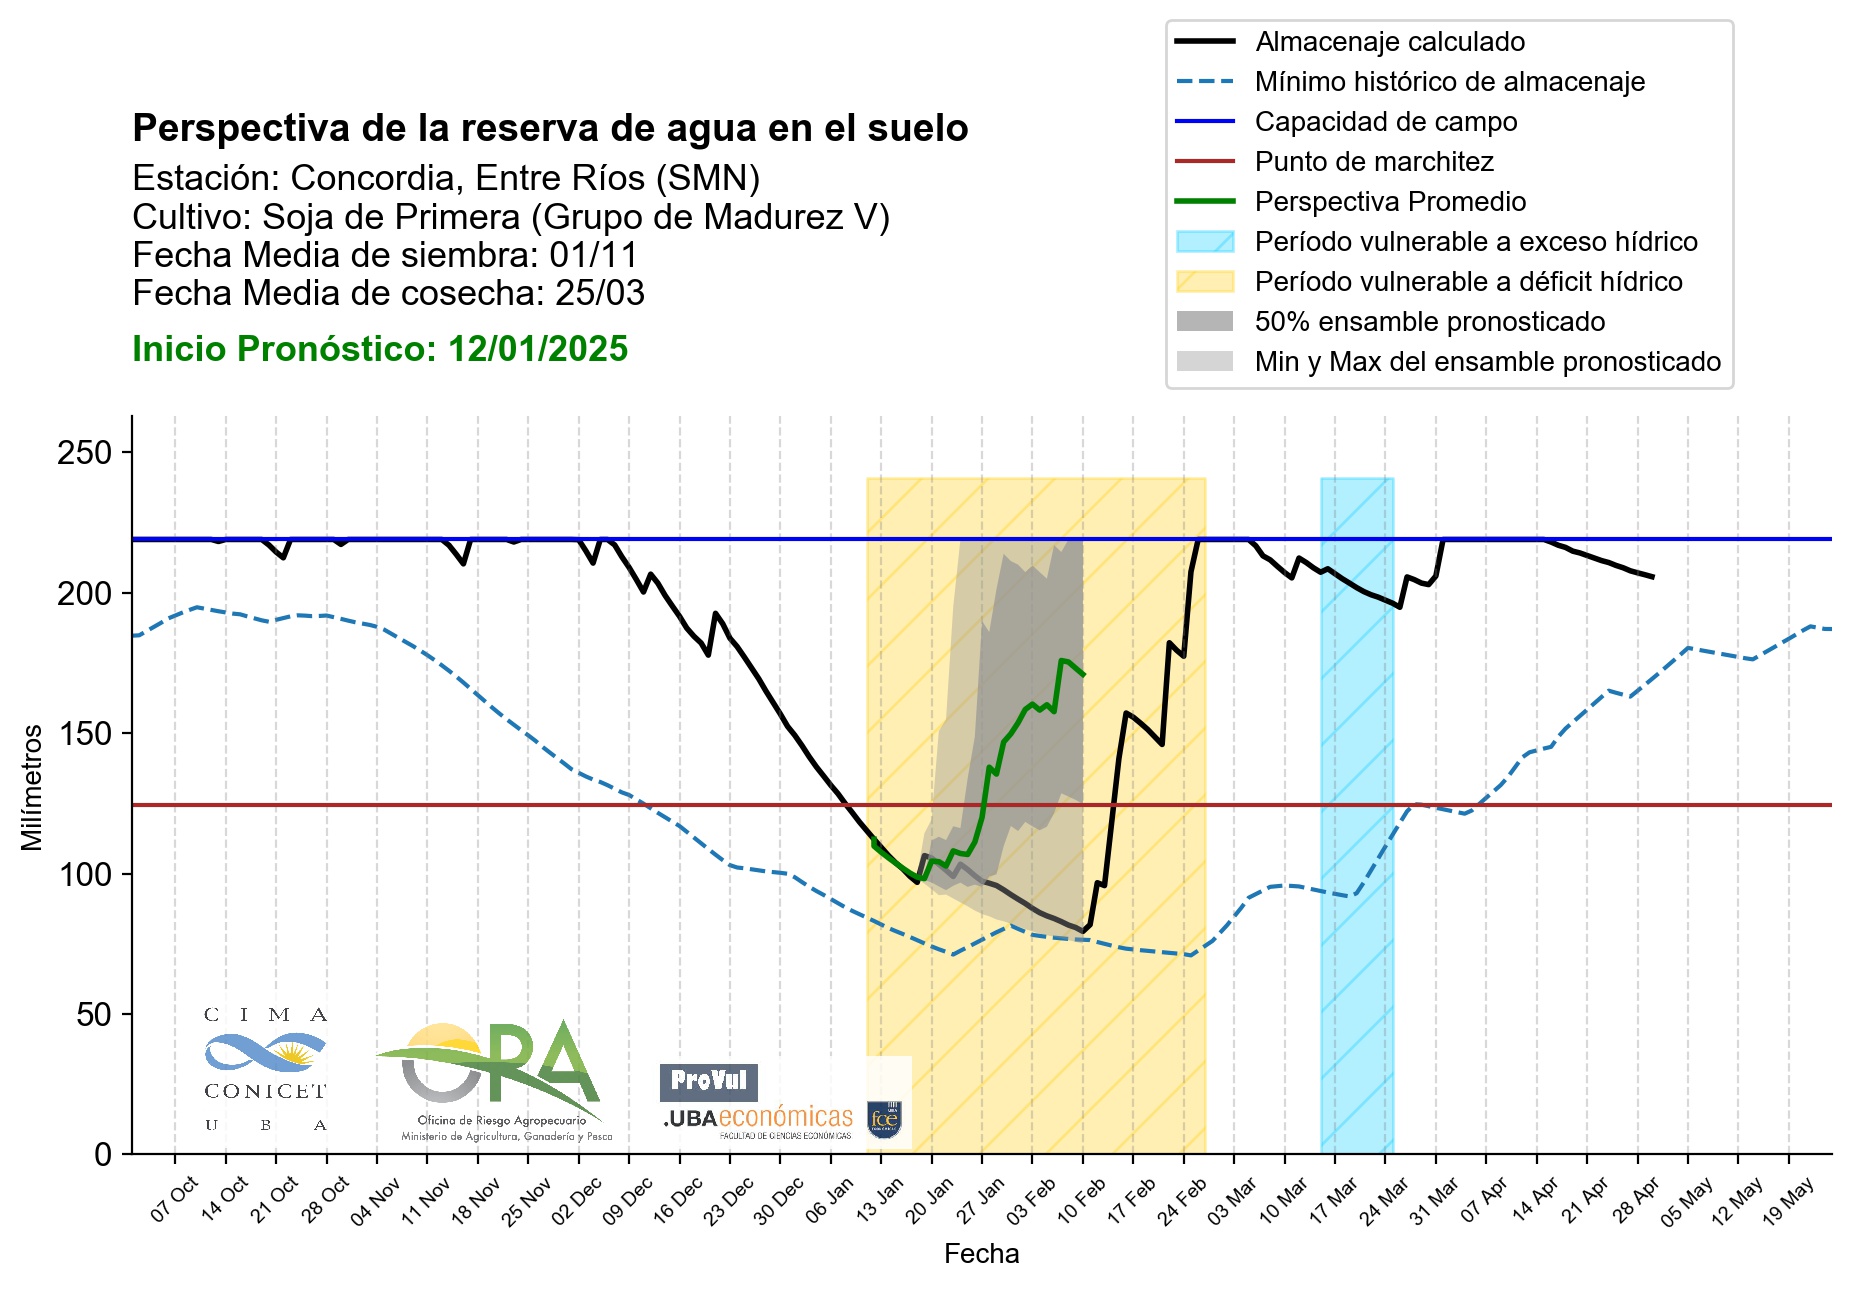 Almacenaje calculado
Mínimo histórico de almacenaje
Capacidad de campo
Punto de marchitez
Perspectiva Promedio
Período vulnerable a exceso hídrico
Período vulnerable a déficit hídrico
50% ensamble pronosticado
Min y Max del ensamble pronosticado
Perspectiva de la reserva de agua en el suelo
Estación: Concordia, Entre Ríos (SMN)
Cultivo: Soja de Primera (Grupo de Madurez V)
Fecha Media de siembra: 01/11
Fecha Media de cosecha: 25/03
Inicio Pronóstico: 12/01/2025
250
200
150
100
50
0
Milímetros
CIMA
CONICET
UBA
OPA
Oficina de Riesgo Agropecuario
Ministerio de Agricultura, Ganadería y Pesca
ProVul
.UBAeconómicas
FACULTAD DE CIENCIAS ECONÓMICAS
UBA
fce
07 Oct
14 Oct
21 Oct
28 Oct
04 Nov
11 Nov
18 Nov
25 Nov
02 Dec
09 Dec
16 Dec
23 Dec
30 Dec
06 Jan
13 Jan
20 Jan
27 Jan
03 Feb
10 Feb
17 Feb
24 Feb
03 Mar
10 Mar
17 Mar
24 Mar
31 Mar
07 Apr
14 Apr
21 Apr
28 Apr
05 May
12 May
19 May
Fecha